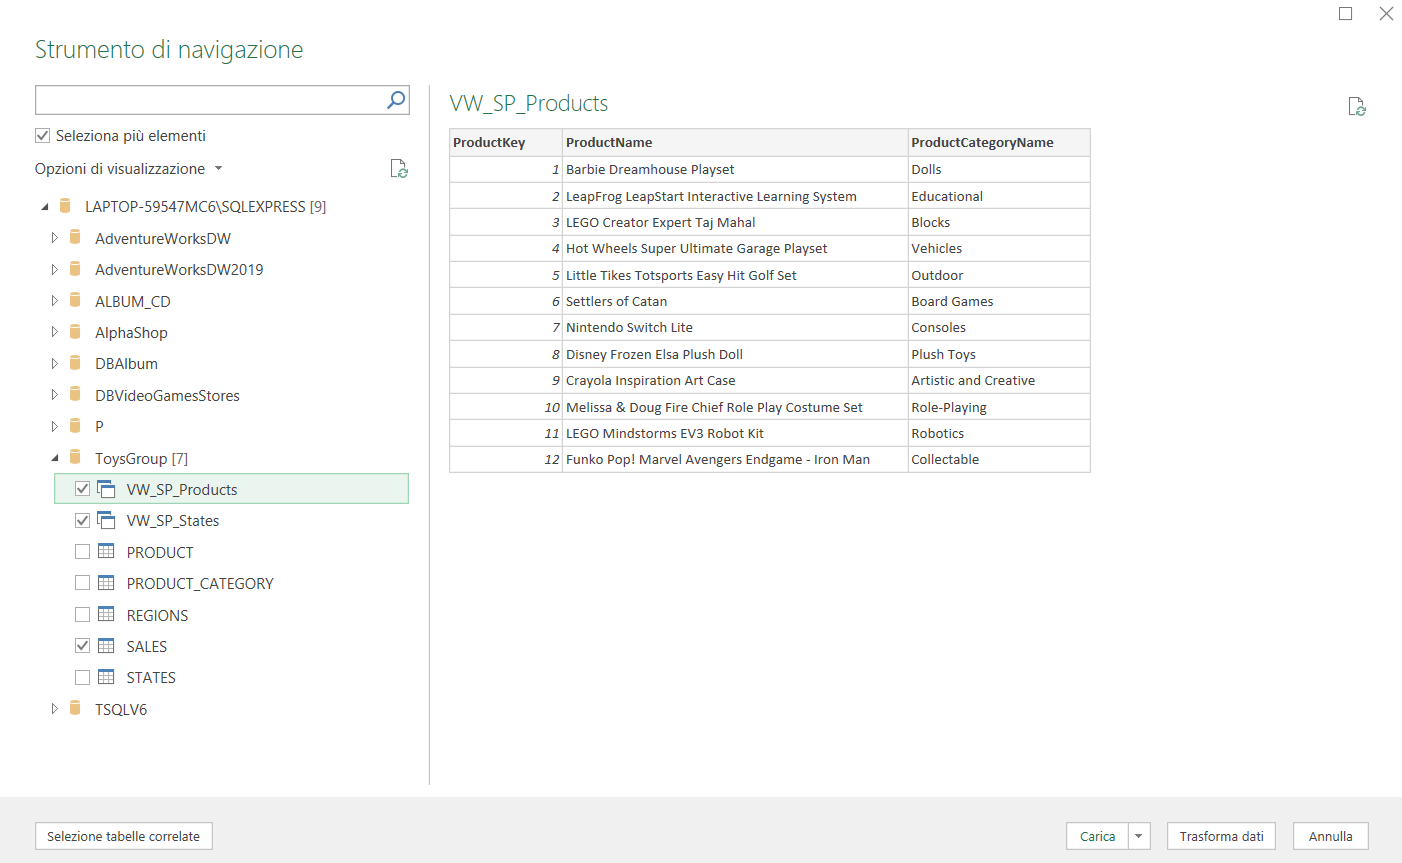 Strumento di navigazione
Seleziona più elementi
Opzioni di visualizzazione
LAPTOP-59547MC6\SQLEXPRESS [9]
AdventureWorksDW
AdventureWorksDW2019
ALBUM_CD
AlphaShop
DBAlbum
DBVideoGamesStores
P
ToysGroup [7]
VW_SP_Products
VW_SP_States
PRODUCT
PRODUCT_CATEGORY
REGIONS
SALES
STATES
TSQLV6
VW_SP_Products
ProductKey ProductName ProductCategoryName
1 Barbie Dreamhouse Playset Dolls
2 LeapFrog LeapStart Interactive Learning System Educational
3 LEGO Creator Expert Taj Mahal Blocks
4 Hot Wheels Super Ultimate Garage Playset Vehicles
5 Little Tikes Totsports Easy Hit Golf Set Outdoor
6 Settlers of Catan Board Games
7 Nintendo Switch Lite Consoles
8 Disney Frozen Elsa Plush Doll Plush Toys
9 Crayola Inspiration Art Case Artistic and Creative
10 Melissa & Doug Fire Chief Role Play Costume Set Role-Playing
11 LEGO Mindstorms EV3 Robot Kit Robotics
12 Funko Pop! Marvel Avengers Endgame - Iron Man Collectable
Selezione tabelle correlate
Carica
Trasforma dati
Annulla